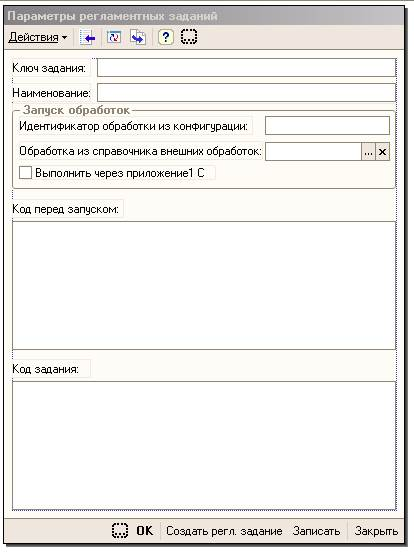 Параметры регламентных заданий
Действия
Ключ задания:
Наименование:
Запуск обработок
Идентификатор обработки из конфигурации:
Обработка из справочника внешних обработок: ... ×
Выполнить через приложение1 С
Код перед запуском:
Код задания:
OK Создать регл. задание Записать Закрыть